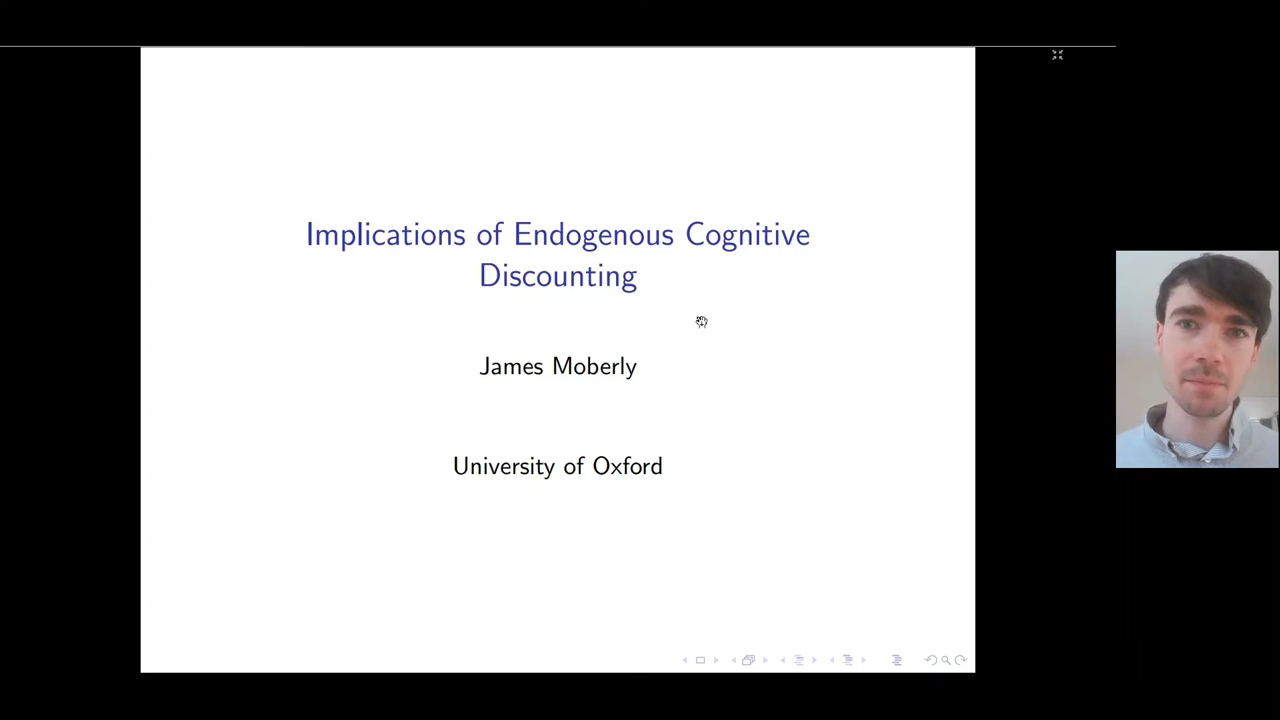 Implications of Endogenous Cognitive
Discounting
James Moberly
University of Oxford